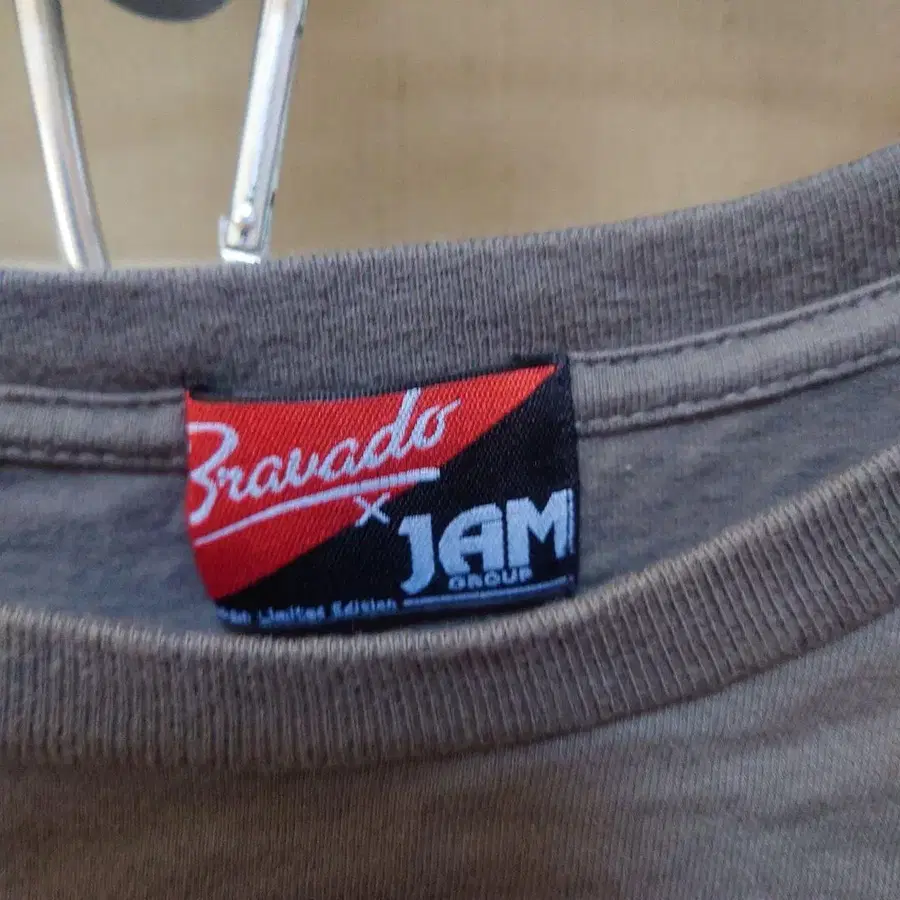 Bravado
×
JAM
GROUP
Limited Edition